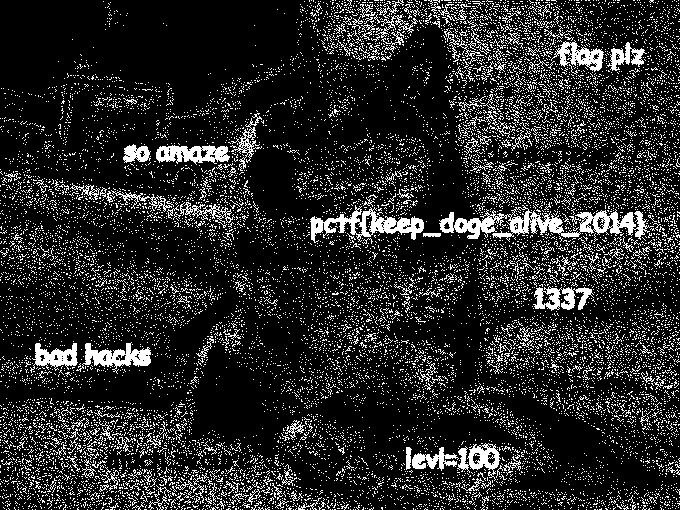 flag plz
so amaze
pctf{keep_doge_alive_2014}
1337
bad hacks
levl=100